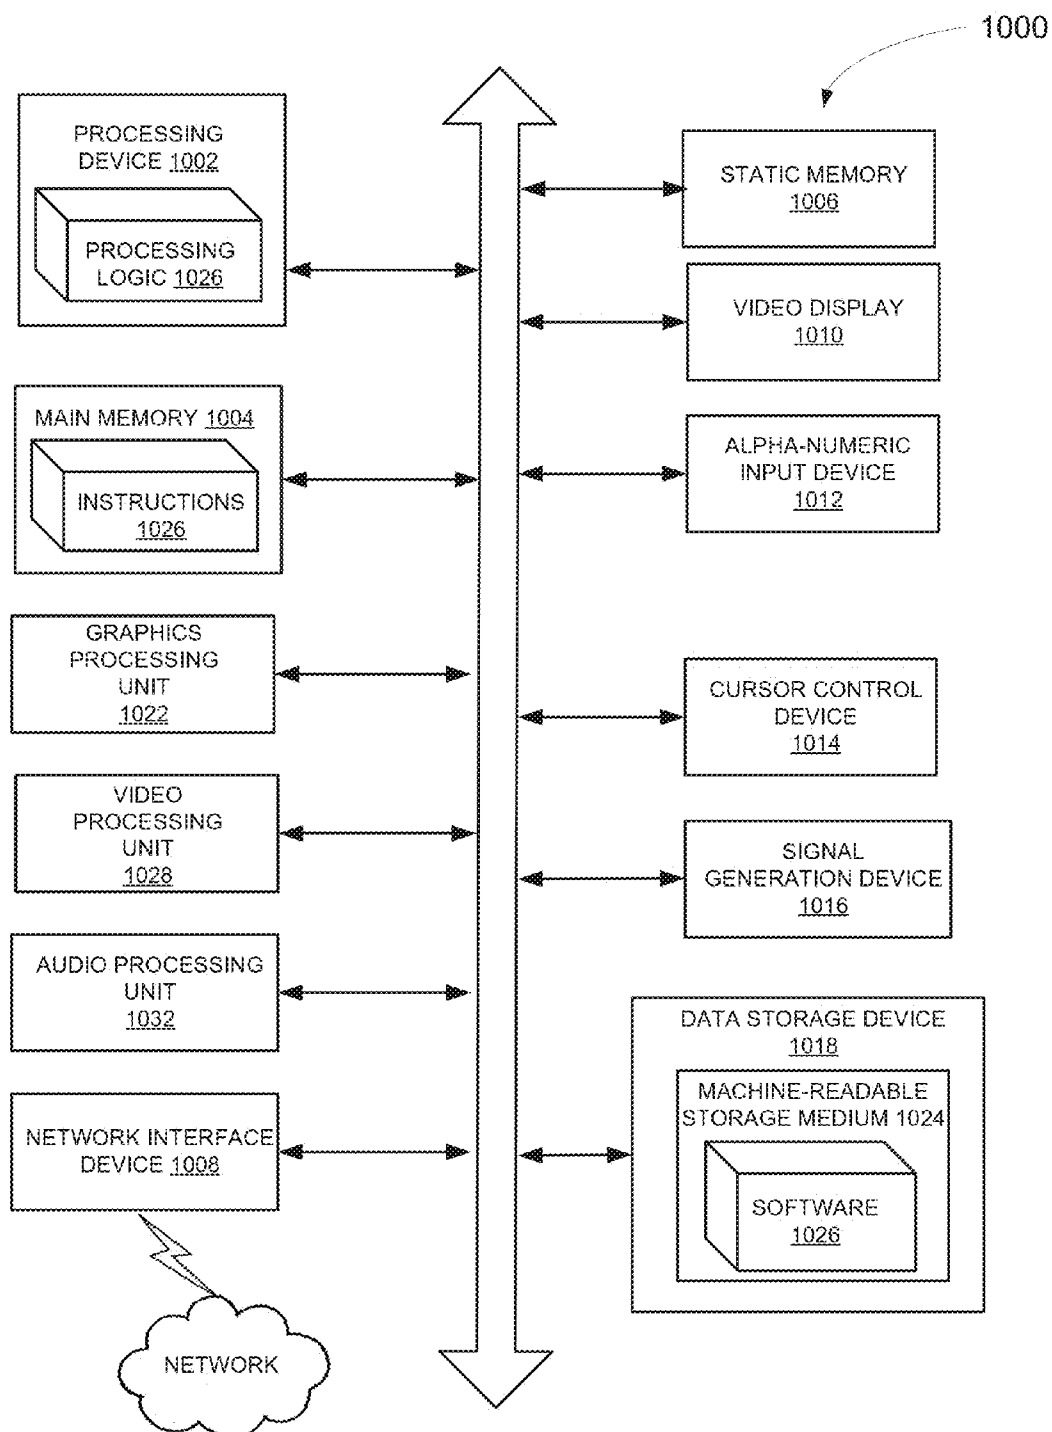 1000
PROCESSING
DEVICE 1002
PROCESSING
LOGIC 1026
MAIN MEMORY 1004
INSTRUCTIONS
1026
GRAPHICS
PROCESSING
UNIT
1022
VIDEO
PROCESSING
UNIT
1028
AUDIO PROCESSING
UNIT
1032
NETWORK INTERFACE
DEVICE 1008
NETWORK
STATIC MEMORY
1006
VIDEO DISPLAY
1010
ALPHA-NUMERIC
INPUT DEVICE
1012
CURSOR CONTROL
DEVICE
1014
SIGNAL
GENERATION DEVICE
1016
DATA STORAGE DEVICE
1018
MACHINE-READABLE
STORAGE MEDIUM 1024
SOFTWARE
1026